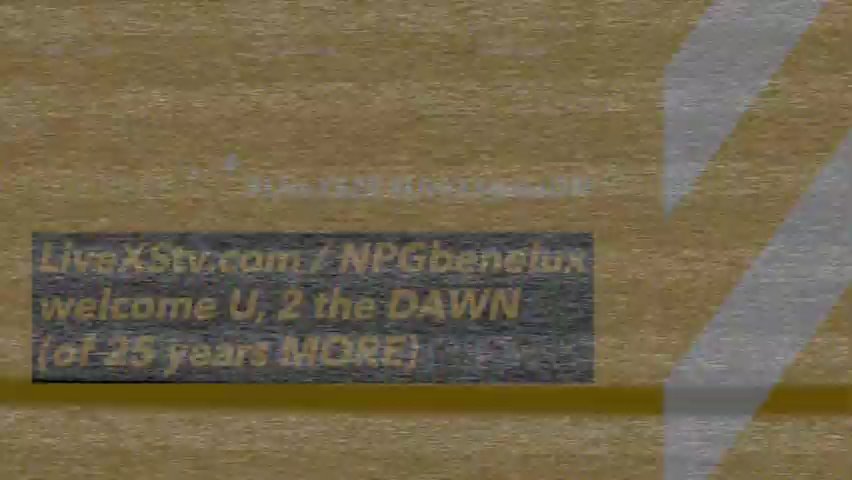 LiveXStv.com / NPGbenelux
welcome U, 2 the DAWN
(of 25 years MORE)